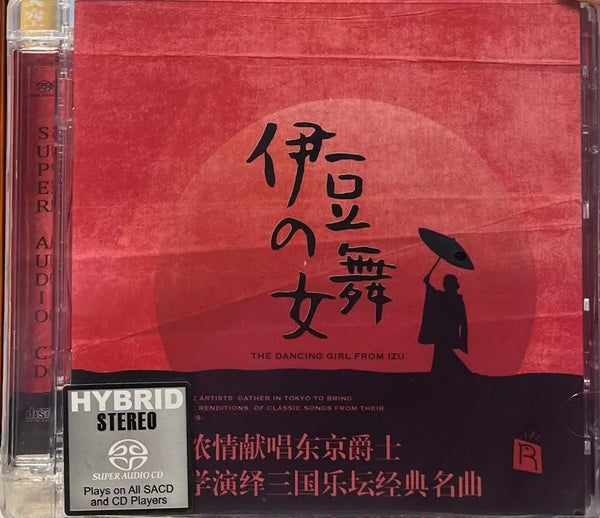 SUPER AUDIO CD
伊豆の舞女
THE DANCING GIRL FROM IZU
ARTISTS GATHER IN TOKYO TO BRING
RENDITIONS OF CLASSIC SONGS FROM THEIR
浓情献唱东京爵士
演绎三国乐坛经典名曲
R
HYBRID
STEREO
SUPER AUDIO CD
Plays on All SACD
and CD Players
disc